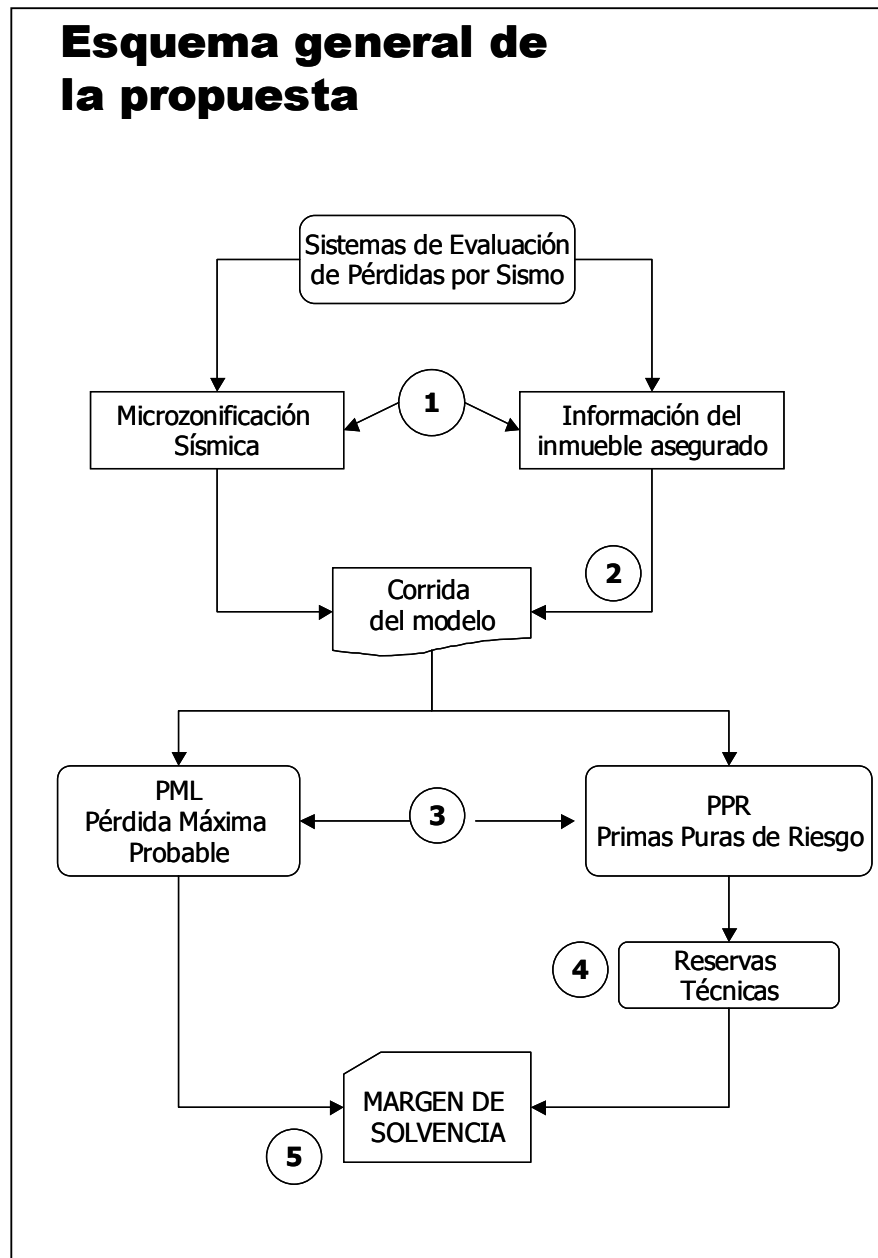 Esquema general de
la propuesta
Sistemas de Evaluación
de Pérdidas por Sismo
1
Microzonificación
Sísmica
Información del
inmueble asegurado
2
Corrida
del modelo
PML
Pérdida Máxima
Probable
3
PPR
Primas Puras de Riesgo
4
Reservas
Técnicas
MARGEN DE
SOLVENCIA
5